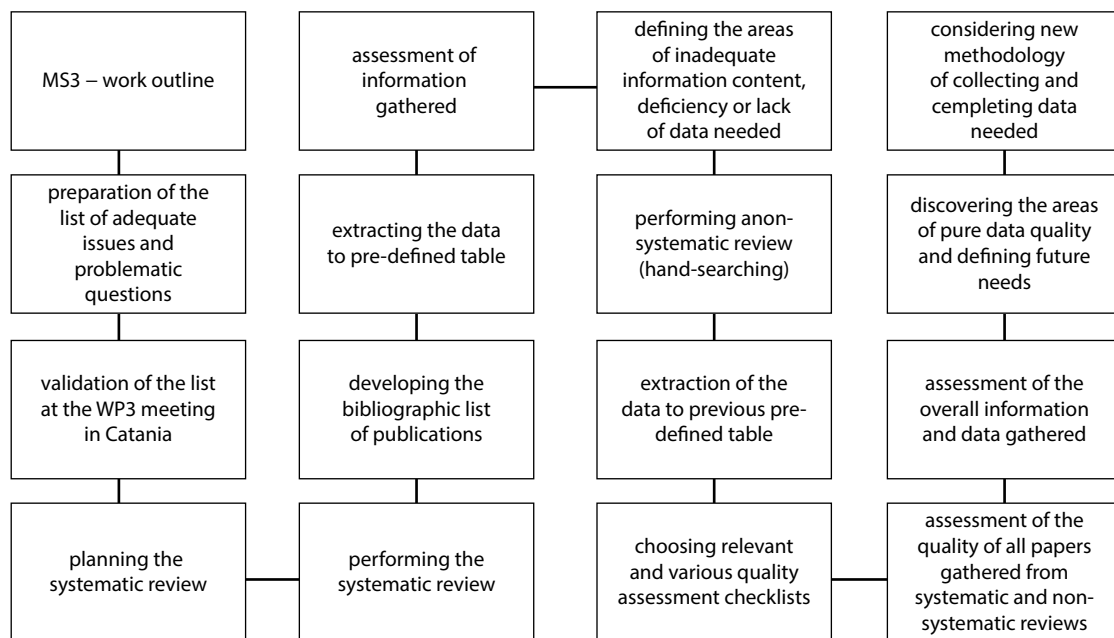 MS3 – work outline
preparation of the
list of adequate
issues and
problematic
questions
validation of the list
at the WP3 meeting
in Catania
planning the
systematic review
performing the
systematic review
developing the
bibliographic list
of publications
extracting the data
to pre-defined table
assessment of
information
gathered
defining the areas
of inadequate
information content,
deficiency or lack
of data needed
performing anon-
systematic review
(hand-searching)
extraction of the
data to previous pre-
defined table
choosing relevant
and various quality
assessment checklists
assessment of the
quality of all papers
gathered from
systematic and non-
systematic reviews
assessment of the
overall information
and data gathered
discovering the areas
of pure data quality
and defining future
needs
considering new
methodology
of collecting and
cempleting data
needed